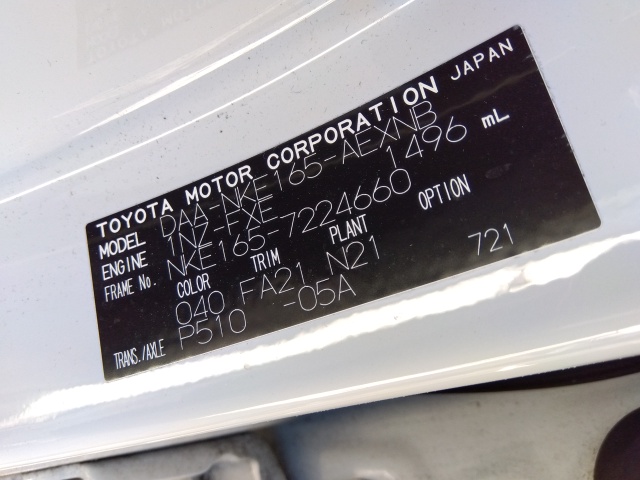 TOYOTA MOTOR CORPORATION JAPAN
MODEL DAA-NKE165-AEXNB
ENGINE 1NZ-FXE 1496 mL
FRAME No. NKE165-7224660
COLOR TRIM PLANT OPTION
040 FA21 N21 721
TRANS./AXLE P510 -05A